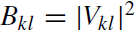 B_{kl} = |V_{kl}|^2